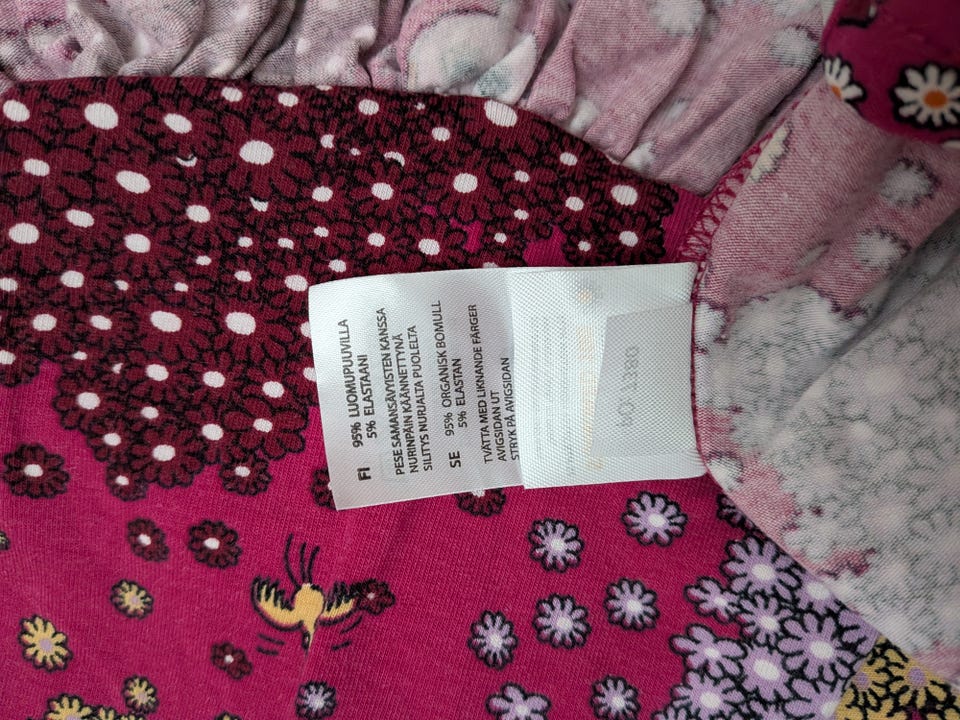 FI 95% LUOMUPUUVILLA
5% ELASTAANI
PESE SAMANSÄVYISTEN KANSSA
NURINPÄIN KÄÄNNETTYNÄ
SILITYS NURJALTA PUOLELTA
SE 95% ORGANISK BOMULL
5% ELASTAN
TVÄTTA MED LIKNANDE FÄRGER
AVIGSIDAN UT
STRYK PÅ AVIGSIDAN